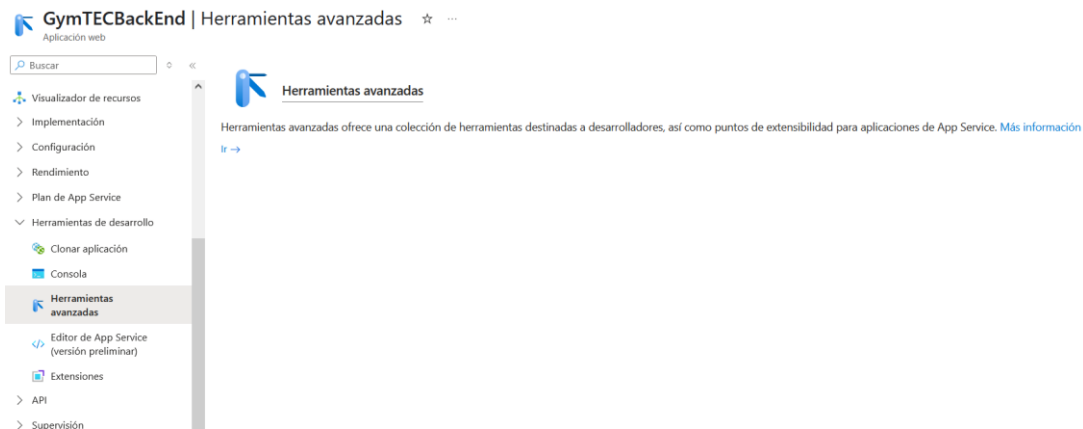 GymTECBackEnd | Herramientas avanzadas
Aplicación web
Buscar
Visualizador de recursos
Implementación
Configuración
Rendimiento
Plan de App Service
Herramientas de desarrollo
Clonar aplicación
Consola
Herramientas
avanzadas
Editor de App Service
(versión preliminar)
Extensiones
API
Supervisión
Herramientas avanzadas
Herramientas avanzadas ofrece una colección de herramientas destinadas a desarrolladores, así como puntos de extensibilidad para aplicaciones de App Service. Más información
Ir →